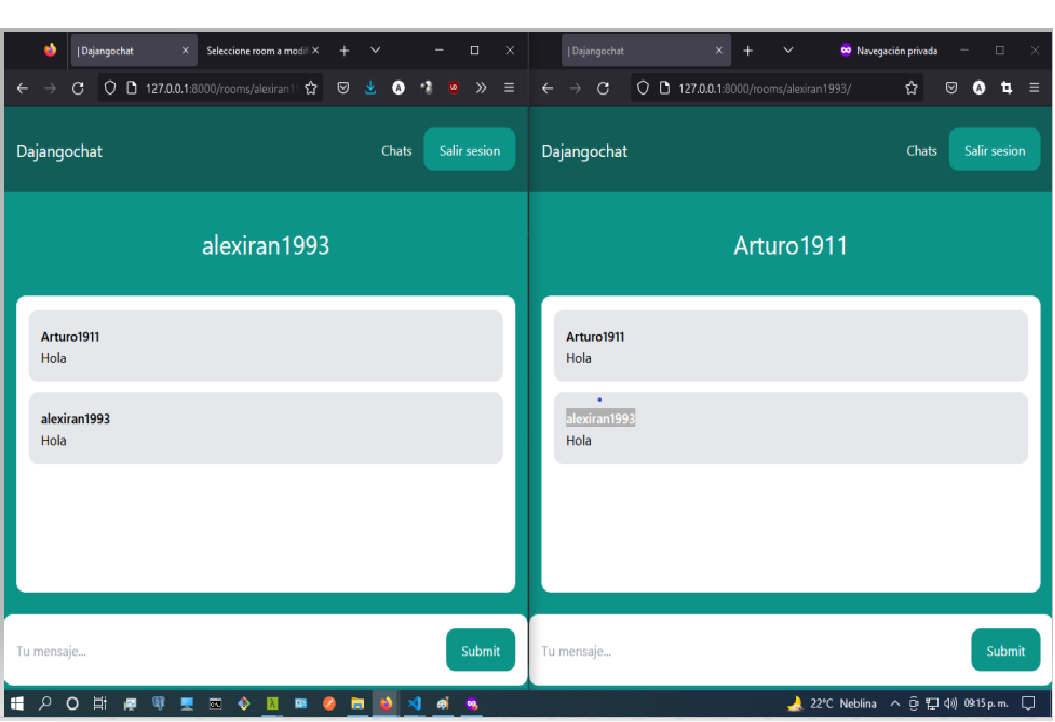 | Dajangochat
Seleccione room a modif
127.0.0.1:8000/rooms/alexiran1
Dajangochat
Chats
Salir sesion
alexiran1993
Arturo1911
Hola
alexiran1993
Hola
Tu mensaje...
Submit
| Dajangochat
Navegación privada
127.0.0.1:8000/rooms/alexiran1993/
Dajangochat
Chats
Salir sesion
Arturo1911
Arturo1911
Hola
alexiran1993
Hola
Tu mensaje...
Submit
22°C Neblina
09:15 p. m.